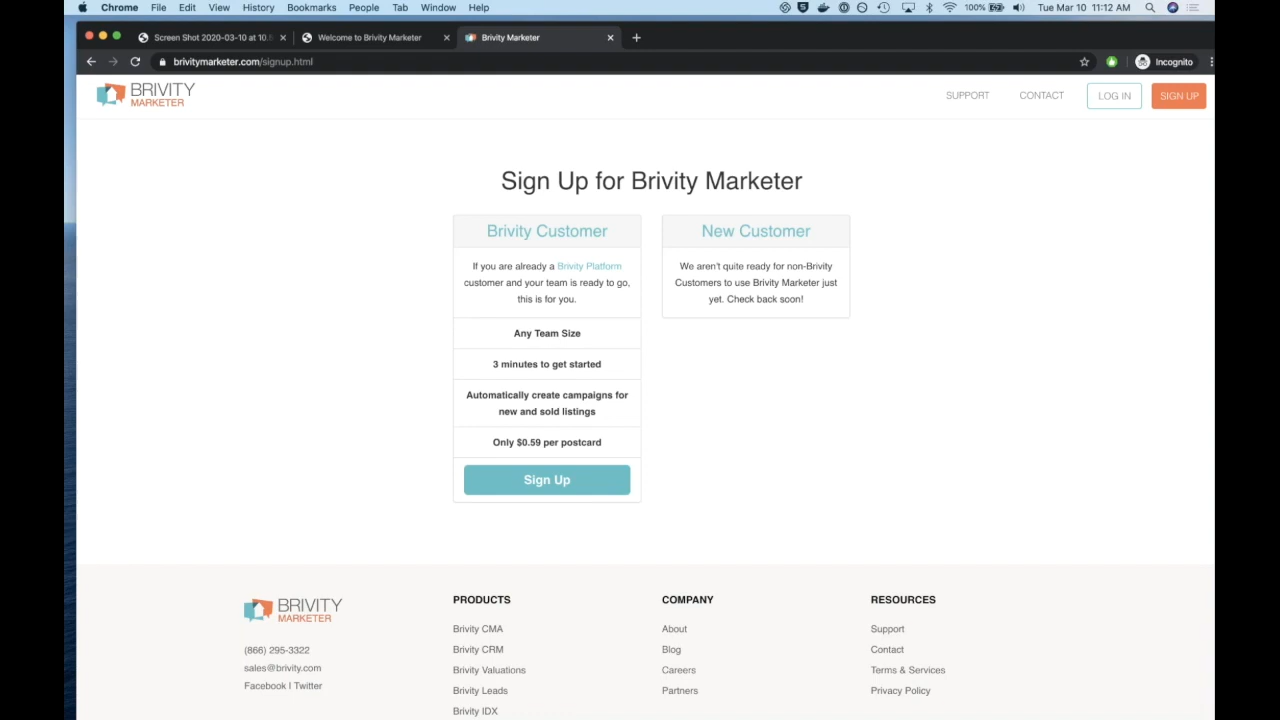 Chrome File Edit View History Bookmarks People Tab Window Help 100% Tue Mar 10 11:12 AM
Screen Shot 2020-03-10 at 10.5 Welcome to Brivity Marketer Brivity Marketer
brivitymarketer.com/signup.html Incognito
BRIVITY
MARKETER
SUPPORT CONTACT LOG IN SIGN UP
Sign Up for Brivity Marketer
Brivity Customer
If you are already a Brivity Platform
customer and your team is ready to go,
this is for you.
Any Team Size
3 minutes to get started
Automatically create campaigns for
new and sold listings
Only $0.59 per postcard
Sign Up
New Customer
We aren't quite ready for non-Brivity
Customers to use Brivity Marketer just
yet. Check back soon!
BRIVITY
MARKETER
(866) 295-3322
sales@brivity.com
Facebook | Twitter
PRODUCTS
Brivity CMA
Brivity CRM
Brivity Valuations
Brivity Leads
Brivity IDX
COMPANY
About
Blog
Careers
Partners
RESOURCES
Support
Contact
Terms & Services
Privacy Policy